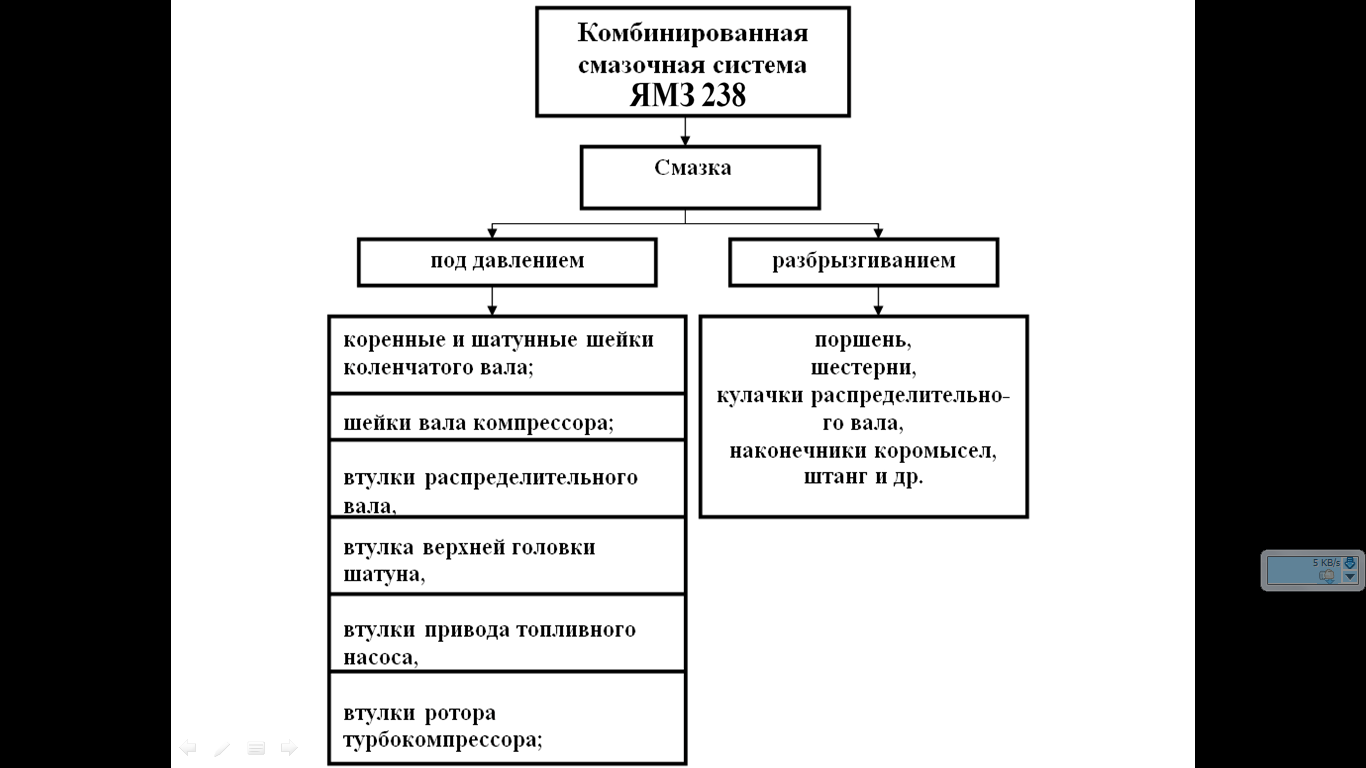 Комбинированная
смазочная система
ЯМЗ 238
Смазка
под давлением
разбрызгиванием
коренные и шатунные шейки
коленчатого вала;
шейки вала компрессора;
втулки распределительного
вала,
втулка верхней головки
шатуна,
втулки привода топливного
насоса,
втулки ротора
турбокомпрессора;
поршень,
шестерни,
кулачки распределительно-
го вала,
наконечники коромысел,
штанг и др.
5 KB/s